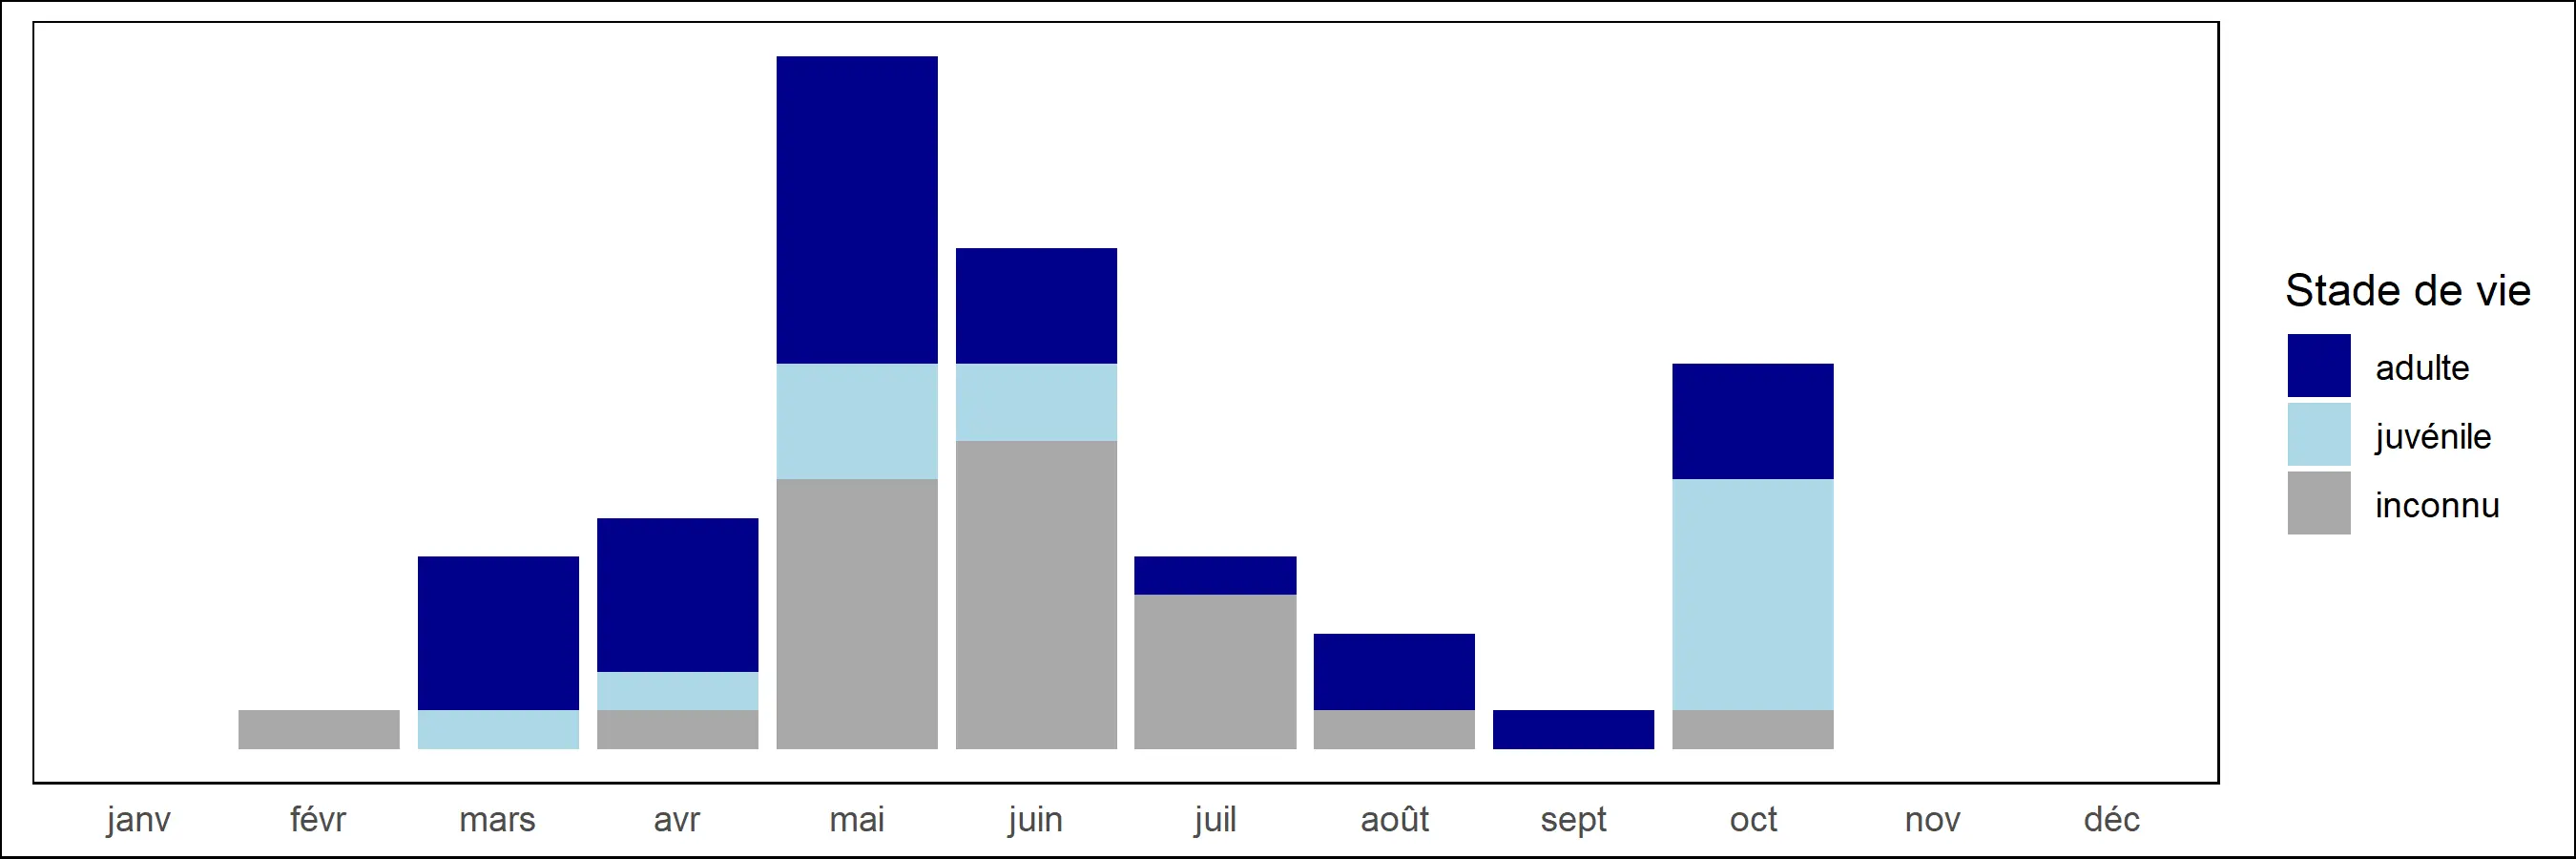 Stade de vie
adulte
juvénile
inconnu
janv févr mars avr mai juin juil août sept oct nov déc